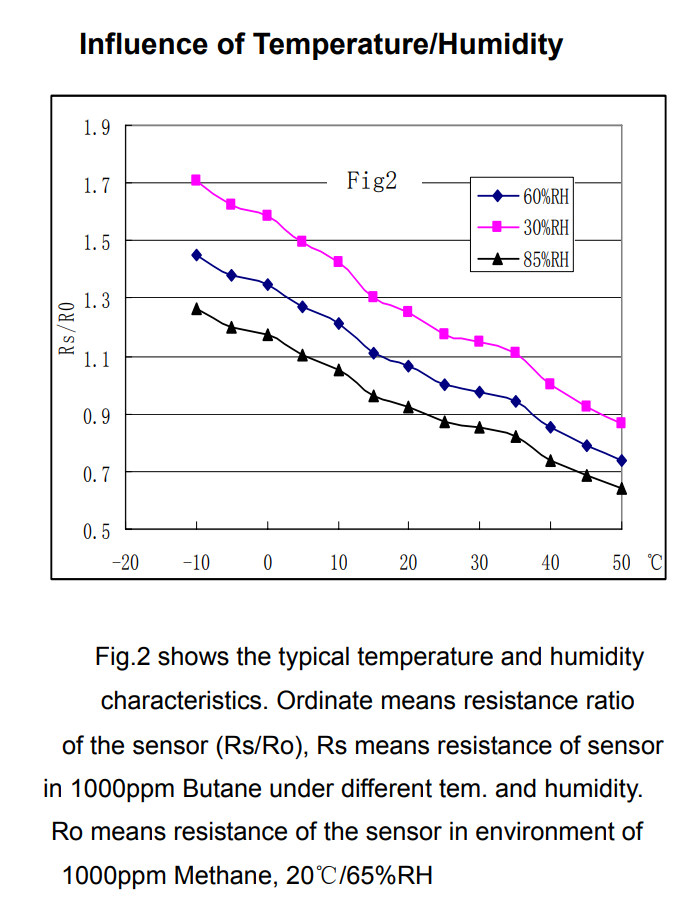 Influence of Temperature/Humidity
1.9
1.7
1.5
1.3
1.1
0.9
0.7
0.5
Rs/R0
Fig2
60%RH
30%RH
85%RH
-20 -10 0 10 20 30 40 50 ℃
Fig.2 shows the typical temperature and humidity
characteristics. Ordinate means resistance ratio
of the sensor (Rs/Ro), Rs means resistance of sensor
in 1000ppm Butane under different tem. and humidity.
Ro means resistance of the sensor in environment of
1000ppm Methane, 20℃/65%RH